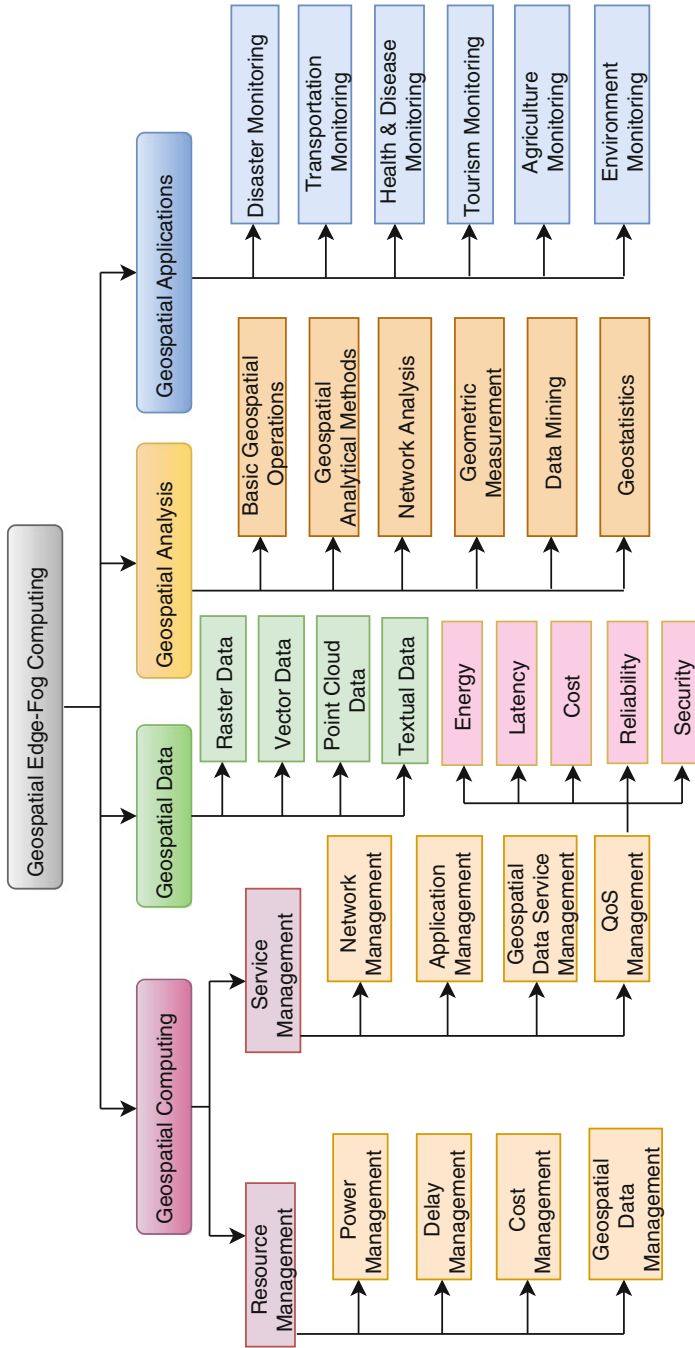 Geospatial Edge-Fog Computing
Geospatial Computing
Geospatial Data
Geospatial Analysis
Geospatial Applications
Resource
Management
Power
Management
Delay
Management
Cost
Management
Geospatial
Data
Management
Service
Management
Network
Management
Application
Management
Geospatial
Data Service
Management
QoS
Management
Energy
Latency
Cost
Reliability
Security
Raster Data
Vector Data
Point Cloud
Data
Textual Data
Basic Geospatial
Operations
Geospatial
Analytical Methods
Network Analysis
Geometric
Measurement
Data Mining
Geostatistics
Disaster Monitoring
Transportation
Monitoring
Health & Disease
Monitoring
Tourism Monitoring
Agriculture
Monitoring
Environment
Monitoring